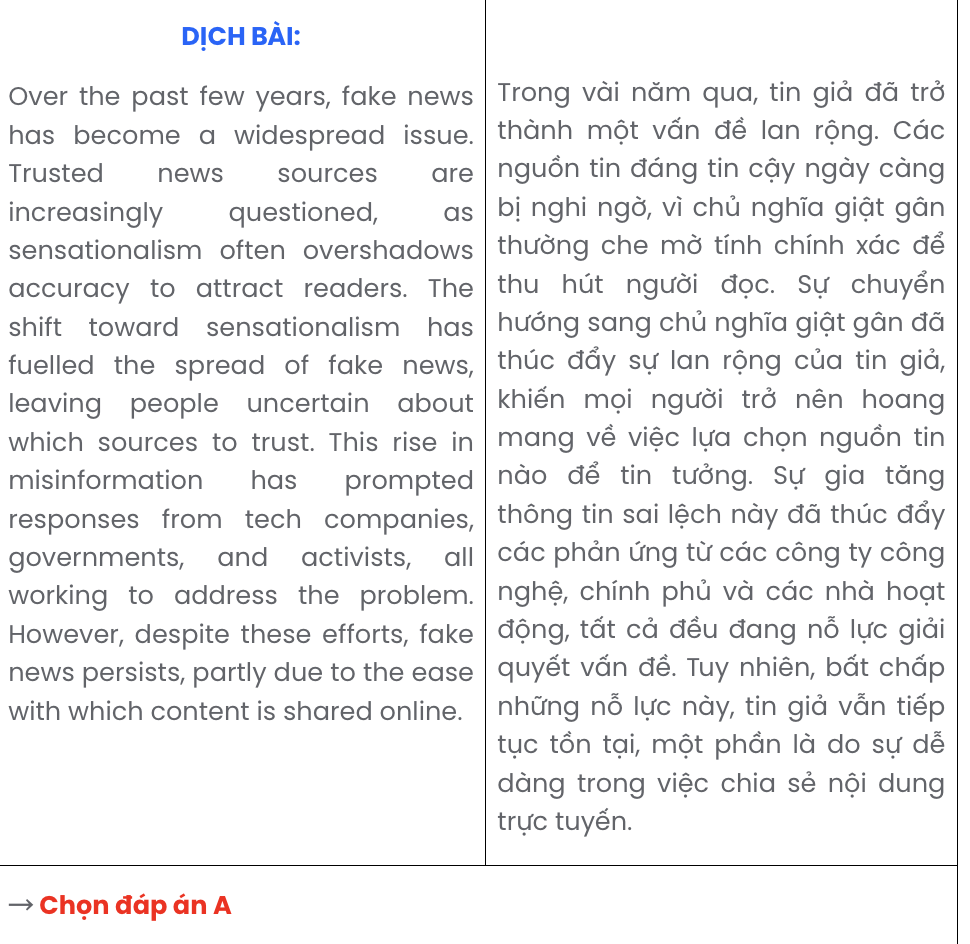 DỊCH BÀI:
Over the past few years, fake news
has become a widespread issue.
Trusted news sources are
increasingly questioned, as
sensationalism often overshadows
accuracy to attract readers. The
shift toward sensationalism has
fuelled the spread of fake news,
leaving people uncertain about
which sources to trust. This rise in
misinformation has prompted
responses from tech companies,
governments, and activists, all
working to address the problem.
However, despite these efforts, fake
news persists, partly due to the ease
with which content is shared online.
Trong vài năm qua, tin giả đã trở
thành một vấn đề lan rộng. Các
nguồn tin đáng tin cậy ngày càng
bị nghi ngờ, vì chủ nghĩa giật gân
thường che mờ tính chính xác để
thu hút người đọc. Sự chuyển
hướng sang chủ nghĩa giật gân đã
thúc đẩy sự lan rộng của tin giả,
khiến mọi người trở nên hoang
mang về việc lựa chọn nguồn tin
nào để tin tưởng. Sự gia tăng
thông tin sai lệch này đã thúc đẩy
các phản ứng từ các công ty công
nghệ, chính phủ và các nhà hoạt
động, tất cả đều đang nỗ lực giải
quyết vấn đề. Tuy nhiên, bất chấp
những nỗ lực này, tin giả vẫn tiếp
tục tồn tại, một phần là do sự dễ
dàng trong việc chia sẻ nội dung
trực tuyến.
→ Chọn đáp án A